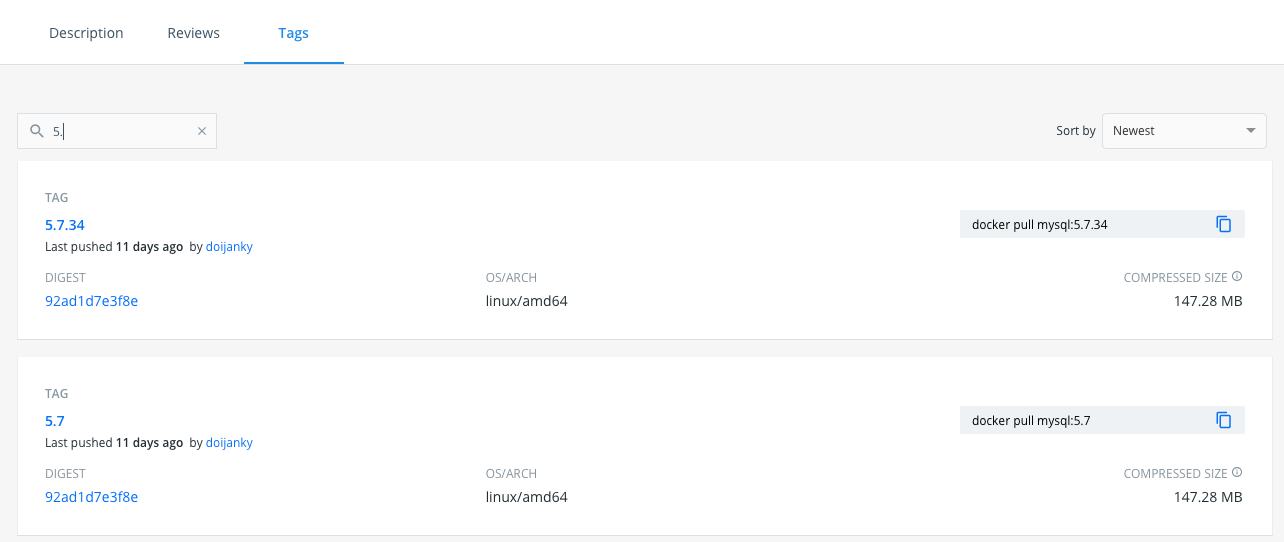 Description Reviews Tags
5. ×
Sort by Newest
TAG
5.7.34
docker pull mysql:5.7.34
Last pushed 11 days ago by doijanky
DIGEST OS/ARCH COMPRESSED SIZE
92ad1d7e3f8e linux/amd64 147.28 MB
TAG
5.7
docker pull mysql:5.7
Last pushed 11 days ago by doijanky
DIGEST OS/ARCH COMPRESSED SIZE
92ad1d7e3f8e linux/amd64 147.28 MB